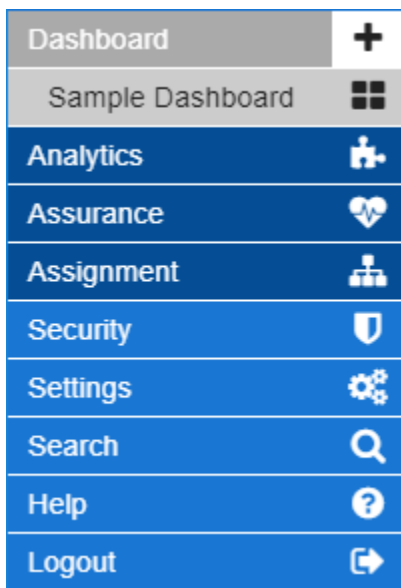 Dashboard
Sample Dashboard
Analytics
Assurance
Assignment
Security
Settings
Search
Help
Logout